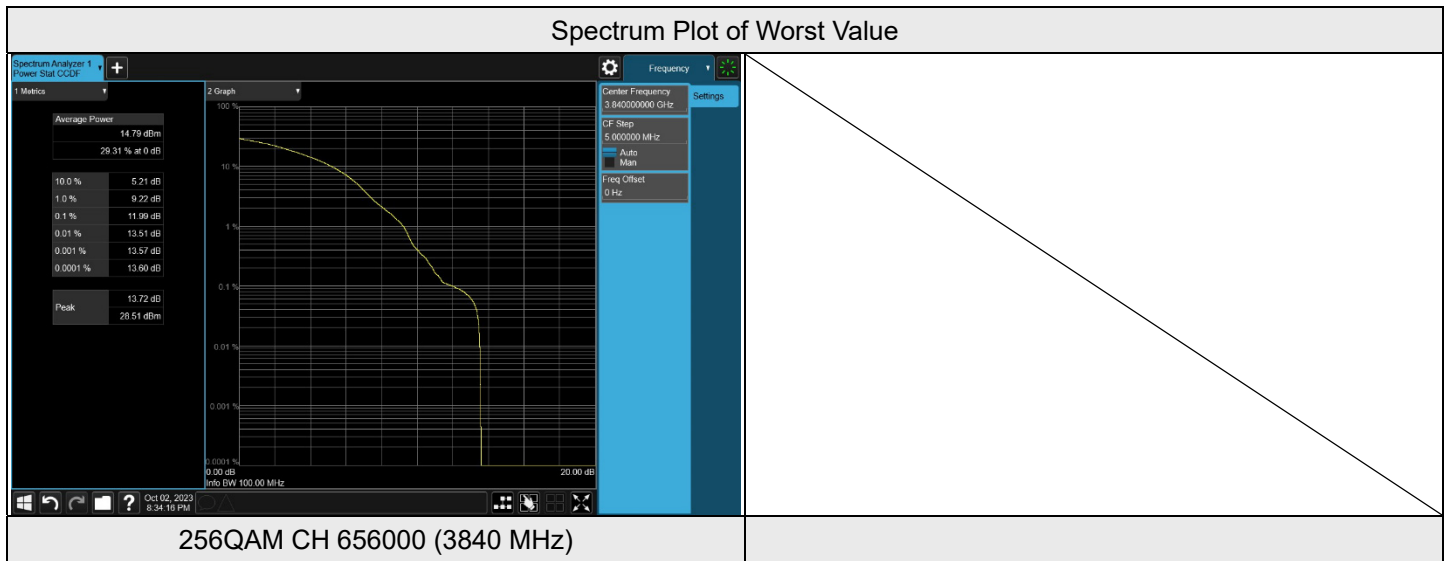 Spectrum Plot of Worst Value
Spectrum Analyzer 1
Power Stat CCDF
+
Frequency
1 Metrics
2 Graph
Settings
Center Frequency
3.840000000 GHz
CF Step
5.000000 MHz
Auto
Man
Freq Offset
0 Hz
Average Power
14.79 dBm
29.31 % at 0 dB
10.0 % 5.21 dB
1.0 % 9.22 dB
0.1 % 11.99 dB
0.01 % 13.51 dB
0.001 % 13.57 dB
0.0001 % 13.60 dB
Peak 13.72 dB
28.51 dBm
100 %
10 %
1 %
0.1 %
0.01 %
0.001 %
0.0001 %
0.00 dB 20.00 dB
Info BW 100.00 MHz
?
Oct 02, 2023
8:34:16 PM
256QAM CH 656000 (3840 MHz)